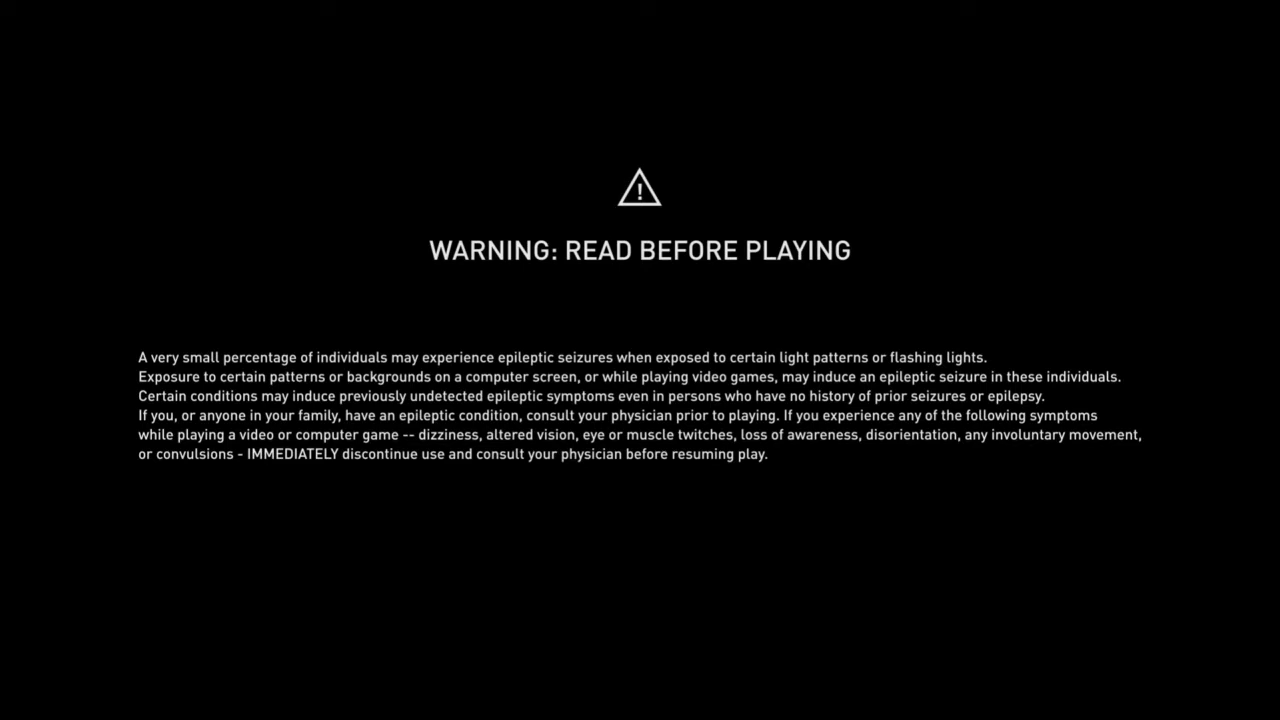 !
WARNING: READ BEFORE PLAYING
A very small percentage of individuals may experience epileptic seizures when exposed to certain light patterns or flashing lights.
Exposure to certain patterns or backgrounds on a computer screen, or while playing video games, may induce an epileptic seizure in these individuals.
Certain conditions may induce previously undetected epileptic symptoms even in persons who have no history of prior seizures or epilepsy.
If you, or anyone in your family, have an epileptic condition, consult your physician prior to playing. If you experience any of the following symptoms
while playing a video or computer game -- dizziness, altered vision, eye or muscle twitches, loss of awareness, disorientation, any involuntary movement,
or convulsions - IMMEDIATELY discontinue use and consult your physician before resuming play.